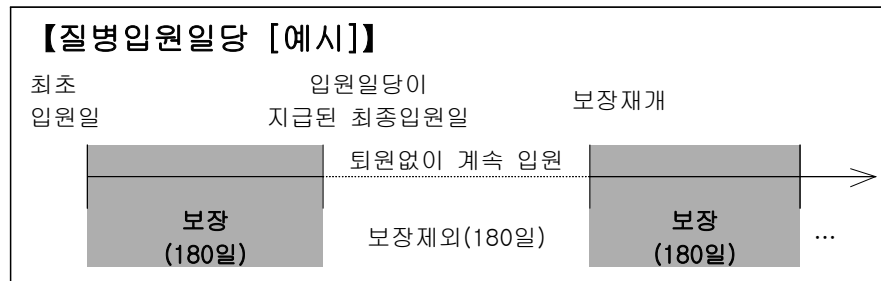 【질병입원일당 [예시]】
최초
입원일
입원일당이
지급된 최종입원일
보장재개
퇴원없이 계속 입원
보장
(180일)
보장제외(180일)
보장
(180일)
…